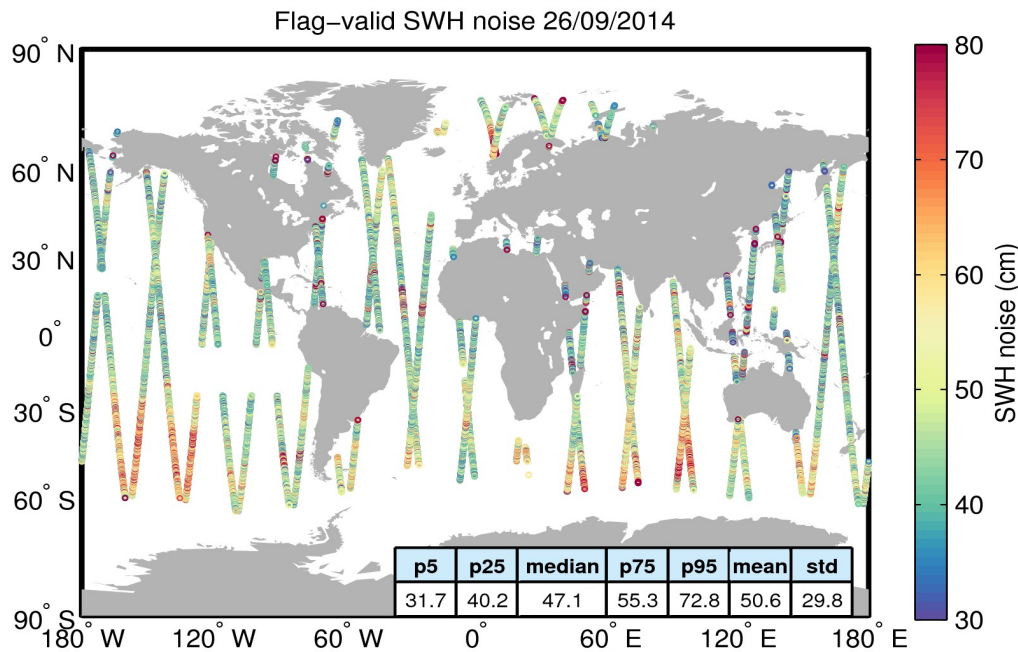 Flag−valid SWH noise 26/09/2014
90° N
60° N
30° N
0°
30° S
60° S
90° S
180° W
120° W
60° W
0°
60° E
120° E
180° E
p5 p25 median p75 p95 mean std
31.7 40.2 47.1 55.3 72.8 50.6 29.8
80
70
60
50
40
30
SWH noise (cm)